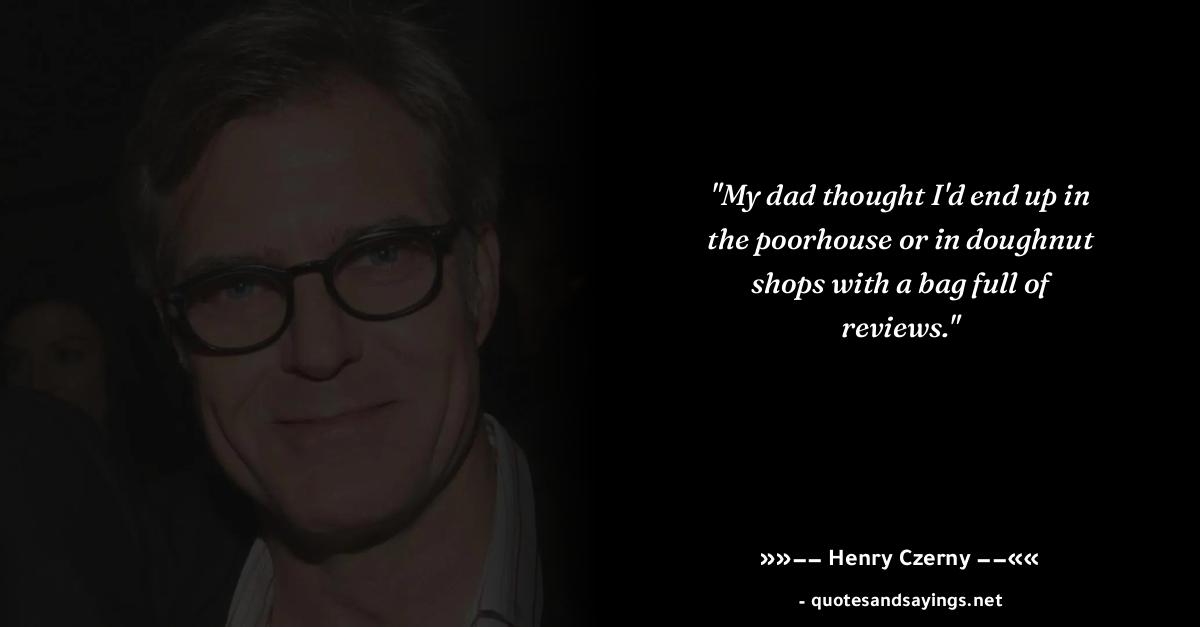 "My dad thought I'd end up in
the poorhouse or in doughnut
shops with a bag full of
reviews."
»»–– Henry Czerny ––««
- quotesandsayings.net